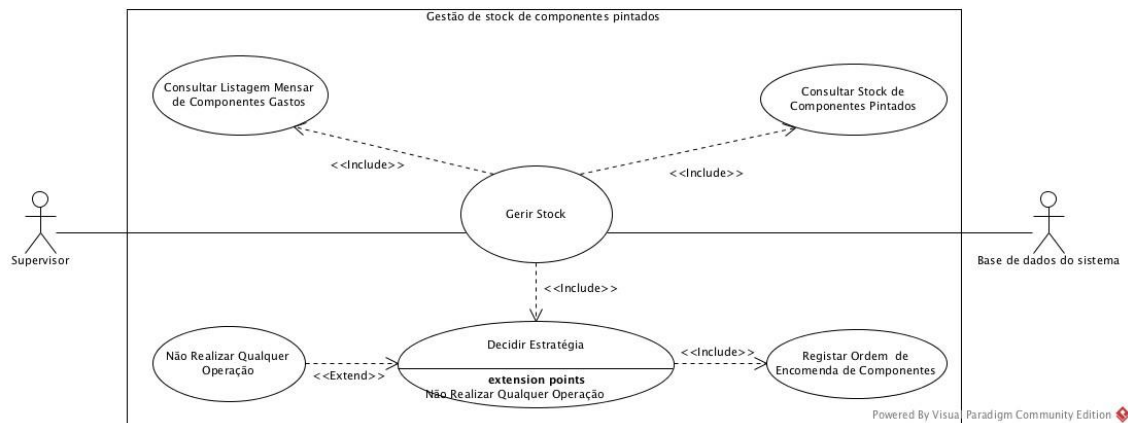 Gestão de stock de componentes pintados
Consultar Listagem Mensar
de Componentes Gastos
Consultar Stock de
Componentes Pintados
<<Include>>
<<Include>>
Gerir Stock
Supervisor
Base de dados do sistema
<<Include>>
Não Realizar Qualquer
Operação
<<Extend>>
Decidir Estratégia
extension points
Não Realizar Qualquer Operação
<<Include>>
Registar Ordem de
Encomenda de Componentes
Powered By Visual Paradigm Community Edition